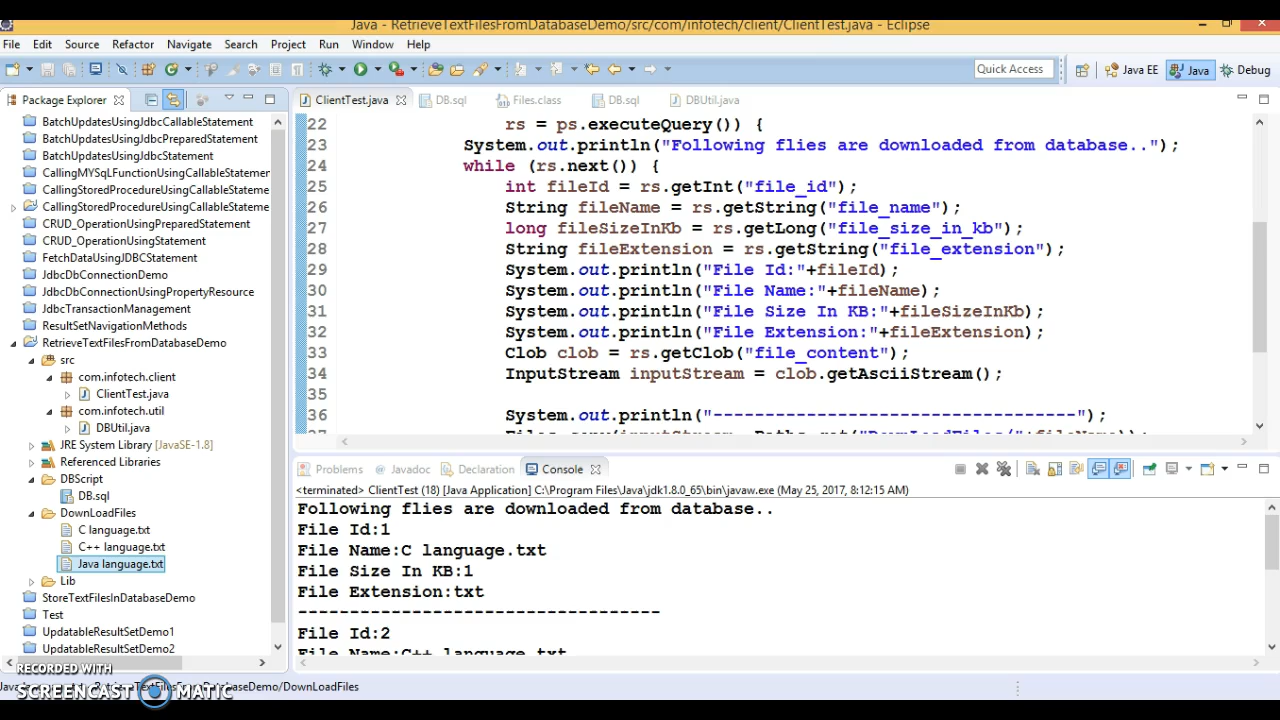 Java - RetrieveTextFilesFromDatabaseDemo/src/com/infotech/client/ClientTest.java - Eclipse
File Edit Source Refactor Navigate Search Project Run Window Help
Quick Access Java EE Java Debug
Package Explorer
BatchUpdatesUsingJdbcCallableStatement
BatchUpdatesUsingJdbcPreparedStatement
BatchUpdatesUsingJdbcStatement
CallingMYSqLFunctionUsingCallableStatemer
CallingStoredProcedureUsingCallableStateme
CallingStoreProcedureUsingCallableStateme
CRUD_OperationUsingPreparedStatement
CRUD_OperationUsingStatement
FetchDataUsingJDBCStatement
JdbcDbConnectionDemo
JdbcDbConnectionUsingPropertyResource
JdbcTransactionManagement
ResultSetNavigationMethods
RetrieveTextFilesFromDatabaseDemo
src
com.infotech.client
ClientTest.java
com.infotech.util
DBUtil.java
JRE System Library [JavaSE-1.8]
Referenced Libraries
DBScript
DB.sql
DownLoadFiles
C language.txt
C++ language.txt
Java language.txt
Lib
StoreTextFilesInDatabaseDemo
Test
UpdatableResultSetDemo1
UpdatableResultSetDemo2
ClientTest.java DB.sql Files.class DB.sql DBUtil.java
22 rs = ps.executeQuery()) {
23 System.out.println("Following flies are downloaded from database..");
24 while (rs.next()) {
25 int fileId = rs.getInt("file_id");
26 String fileName = rs.getString("file_name");
27 long fileSizeInKb = rs.getLong("file_size_in_kb");
28 String fileExtension = rs.getString("file_extension");
29 System.out.println("File Id:"+fileId);
30 System.out.println("File Name:"+fileName);
31 System.out.println("File Size In KB:"+fileSizeInKb);
32 System.out.println("File Extension:"+fileExtension);
33 Clob clob = rs.getClob("file_content");
34 InputStream inputStream = clob.getAsciiStream();
35
36 System.out.println("-----------------------------------");
Problems Javadoc Declaration Console
<terminated> ClientTest (18) [Java Application] C:\Program Files\Java\jdk1.8.0_65\bin\javaw.exe (May 25, 2017, 8:12:15 AM)
Following flies are downloaded from database..
File Id:1
File Name:C language.txt
File Size In KB:1
File Extension:txt
-----------------------------------
File Id:2
File Name:C++ language.txt
RECORDED WITH
SCREENCAST MATIC